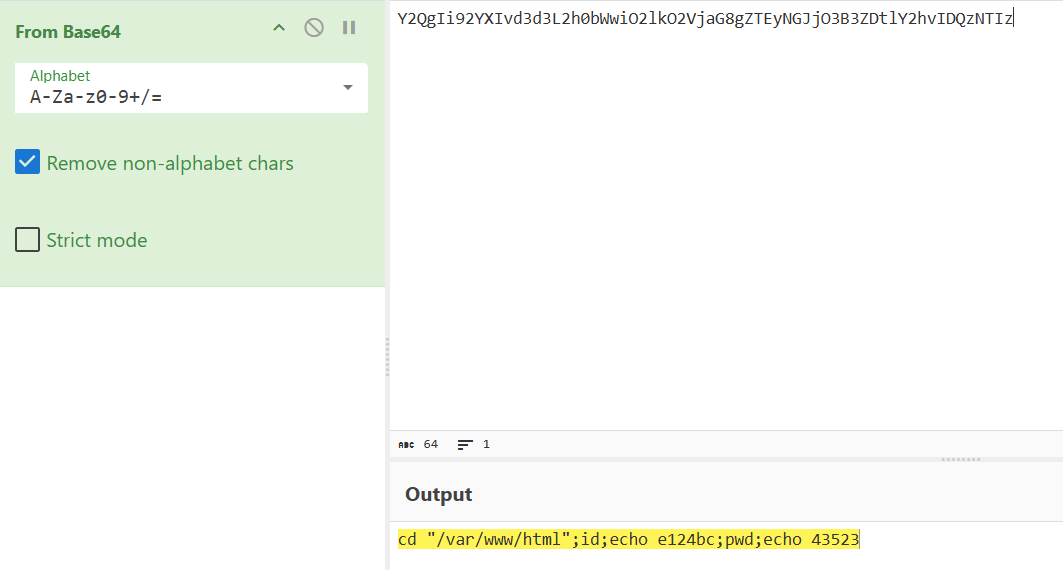 From Base64
Alphabet
A-Za-z0-9+/=
Remove non-alphabet chars
Strict mode
Y2QgIi92YXIvd3d3L2h0bWwiO2lkO2VjaG8gZTEyNGJjO3B3ZDtlY2hvIDQzNTIz
ABC 64 1
Output
cd "/var/www/html";id;echo e124bc;pwd;echo 43523